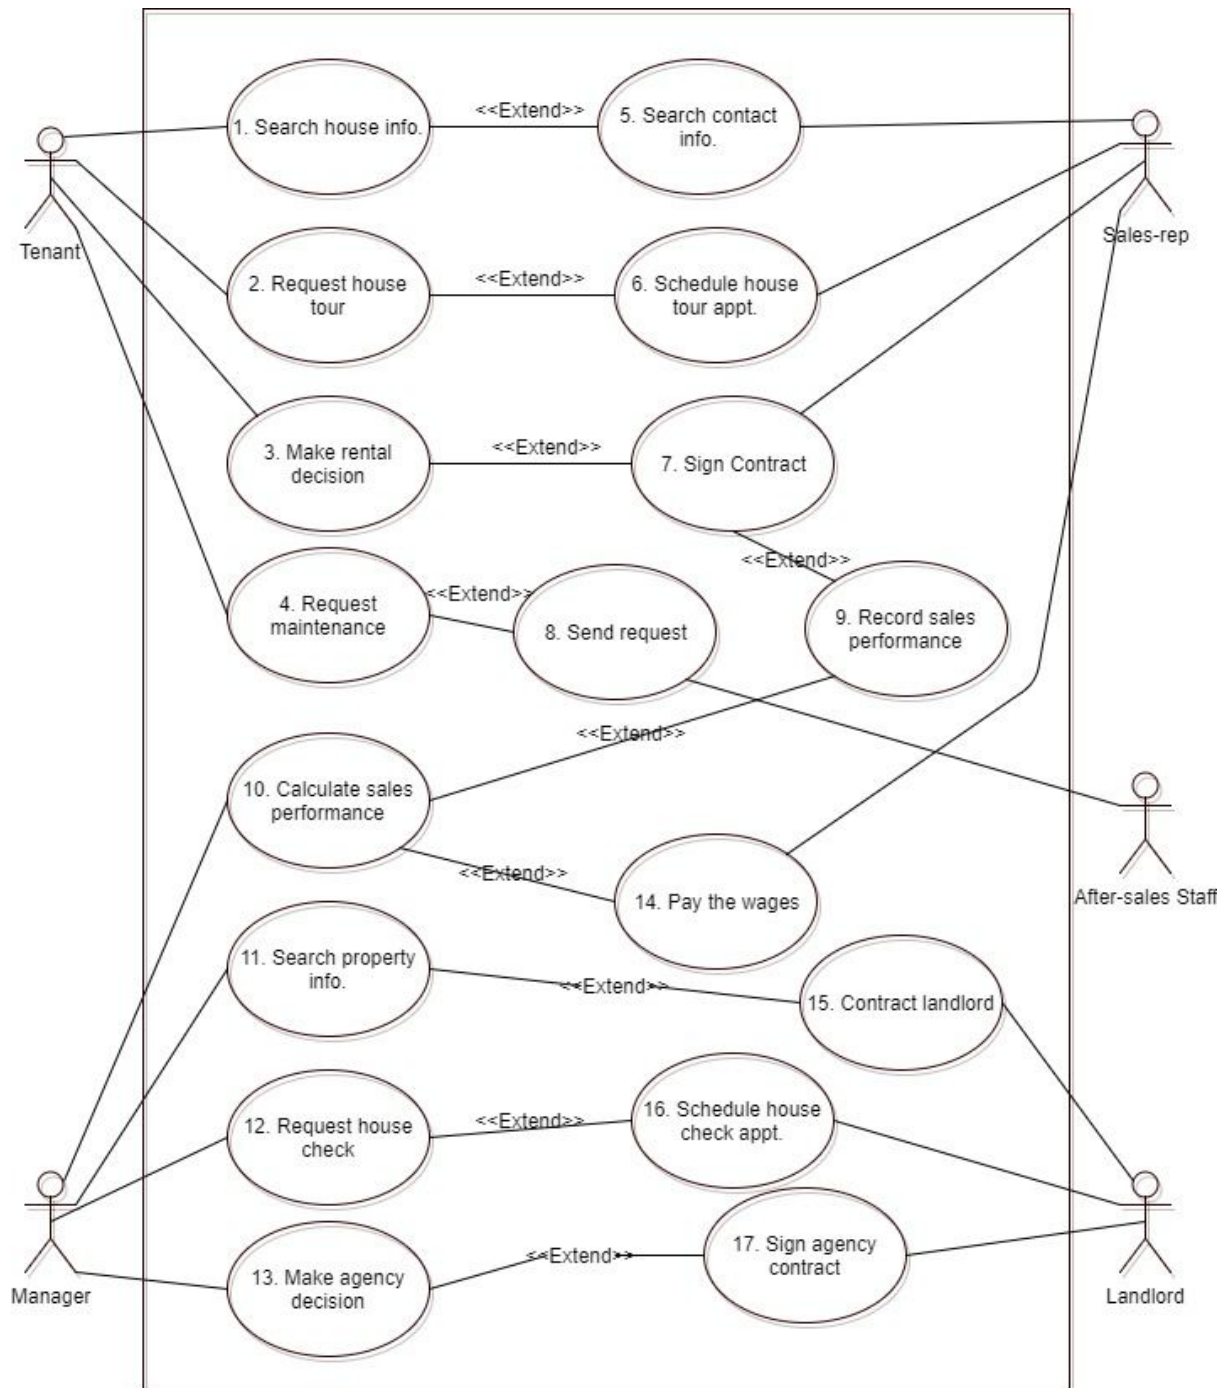 <<Extend>>
1. Search house info.
5. Search contact
info.
Tenant
Sales-rep
<<Extend>>
2. Request house
tour
6. Schedule house
tour appt.
<<Extend>>
3. Make rental
decision
7. Sign Contract
<<Extend>>
<<Extend>>
4. Request
maintenance
8. Send request
9. Record sales
performance
<<Extend>>
10. Calculate sales
performance
<<Extend>>
14. Pay the wages
After-sales Staff
11. Search property
info.
<<Extend>>
15. Contract landlord
12. Request house
check
<<Extend>>
16. Schedule house
check appt.
13. Make agency
decision
<<Extend>>
17. Sign agency
contract
Manager
Landlord